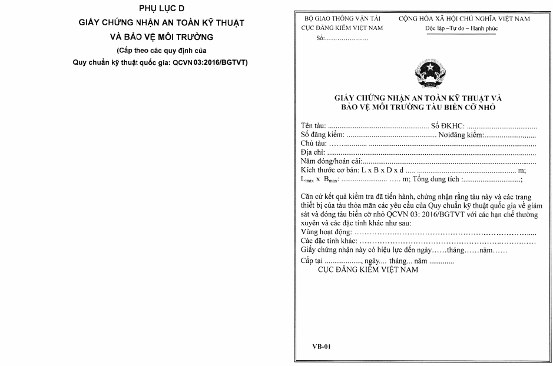 PHỤ LỤC D
GIẤY CHỨNG NHẬN AN TOÀN KỸ THUẬT
VÀ BẢO VỆ MÔI TRƯỜNG
(Cấp theo các quy định của
Quy chuẩn kỹ thuật quốc gia: QCVN 03:2016/BGTVT)
BỘ GIAO THÔNG VẬN TẢI
CỤC ĐĂNG KIỂM VIỆT NAM
Số:....................
CỘNG HÒA XÃ HỘI CHỦ NGHĨA VIỆT NAM
Độc lập –Tự do – Hạnh phúc
GIẤY CHỨNG NHẬN AN TOÀN KỸ THUẬT VÀ
BẢO VỆ MÔI TRƯỜNG TÀU BIỂN CỠ NHỎ
Tên tàu: ........................................ Số ĐKHC: ............................
Số đăng kiểm: ................................ Nơi đăng kiểm:....................
Chủ tàu: ..................................................................................
Địa chỉ: ...................................................................................
Năm đóng/hoán cải:................................................................
Kích thước cơ bản: L x B x D x d ...................................... m;
Lmax x Bmax: ..................... ...... m; Tổng dung tích :....................;
Căn cứ kết quả kiểm tra đã tiến hành, chứng nhận rằng tàu này và các trang
thiết bị của tàu thỏa mãn các yêu cầu của Quy chuẩn kỹ thuật quốc gia về giám
sát và đóng tàu biển cỡ nhỏ QCVN 03: 2016/BGTVT với các hạn chế thường
xuyên và các đặc tính khác như sau:
Vùng hoạt động: .....................................................................
Các đặc tính khác: ..................................................................
Giấy chứng nhận này có hiệu lực đến ngày......tháng.......năm......
Cấp tại ..................., ngày.... tháng... năm .............
CỤC ĐĂNG KIỂM VIỆT NAM
VB-01